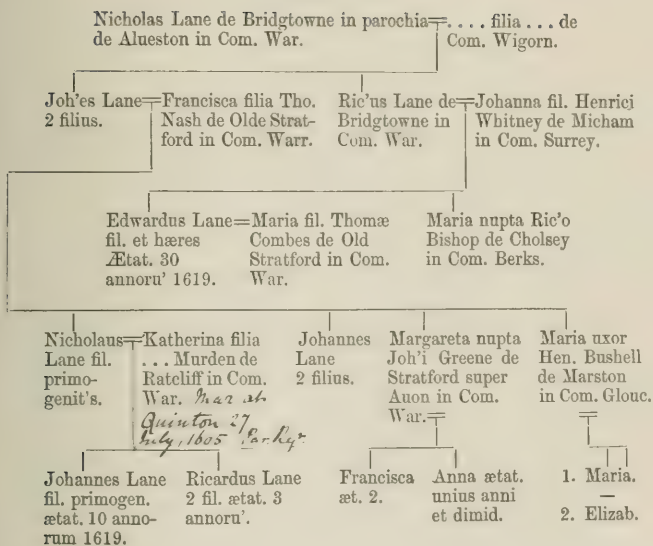 Nicholas Lane de Bridgtowne in parochia
de Alueston in Com. War.
. . . . filia . . . de
Com. Wigorn.
Joh'es Lane
2 filius.
Francisca filia Tho.
Nash de Olde Strat-
ford in Com. Warr.
Ric'us Lane de
Bridgtowne in
Com. War.
Johanna fil. Henrici
Whitney de Micham
in Com. Surrey.
Edwardus Lane
fil. et hæres
Ætat. 30
annoru' 1619.
Maria fil. Thomæ
Combes de Old
Stratford in Com.
War.
Maria nupta Ric'o
Bishop de Cholsey
in Com. Berks.
Nicholaus
Lane fil.
primo-
genit's.
Katherina filia
. . . Murden de
Ratcliff in Com.
War. Mar at
Quinton 27
July, 1605 Par. Rgr
Johannes
Lane
2 filius.
Margareta nupta
Joh'i Greene de
Stratford super
Auon in Com.
War.
Maria uxor
Hen. Bushell
de Marston
in Com. Glouc.
Johannes Lane
fil. primogen.
ætat. 10 anno-
rum 1619.
Ricardus Lane
2 fil. ætat. 3
annoru'.
Francisca
æt. 2.
Anna ætat.
unius anni
et dimid.
1. Maria.
—
2. Elizab.